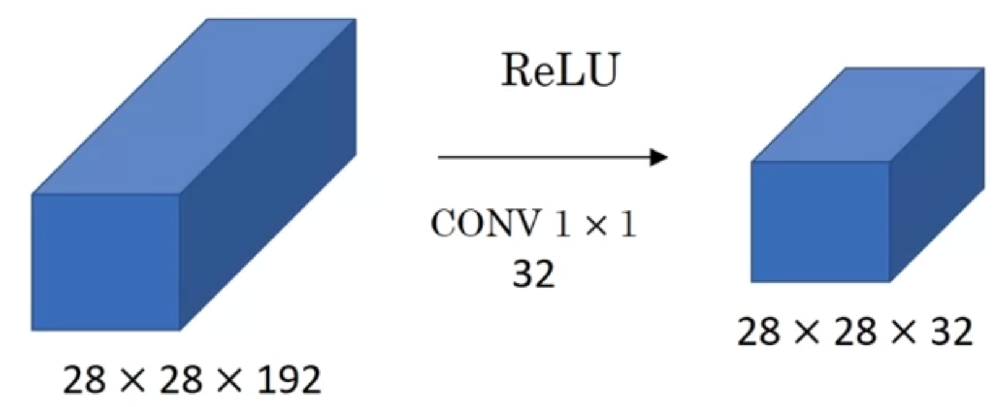 ReLU
CONV 1 × 1
32
28 × 28 × 192
28 × 28 × 32